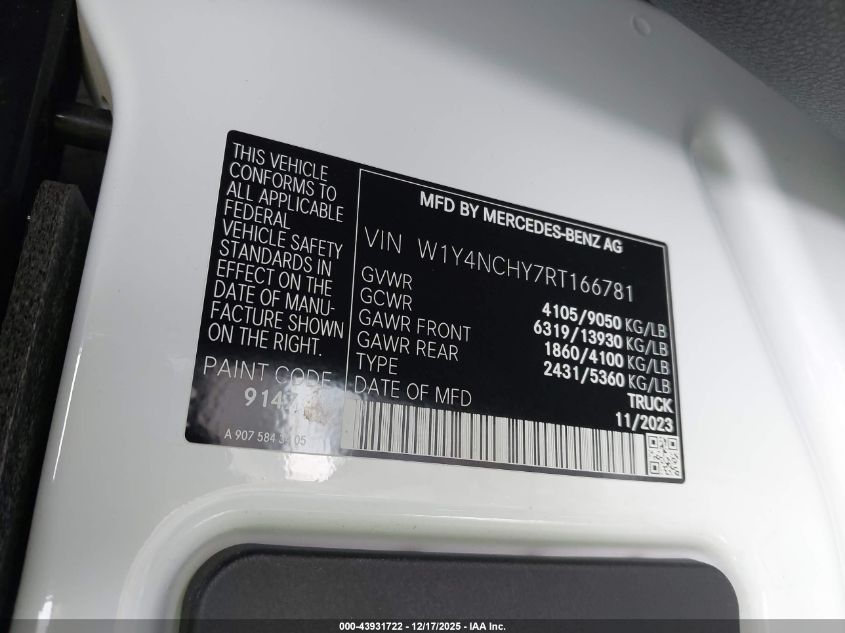 THIS VEHICLE
CONFORMS TO
ALL APPLICABLE
FEDERAL
VEHICLE SAFETY
STANDARDS IN
EFFECT ON THE
DATE OF MANU-
FACTURE SHOWN
ON THE RIGHT.
PAINT CODE
A 907 584
MFD BY MERCEDES-BENZ AG
VIN W1Y4NCHY7RT166781
GVWR 4105/9050 KG/LB
GCWR 6319/13930 KG/LB
GAWR FRONT 1860/4100 KG/LB
GAWR REAR 2431/5360 KG/LB
TYPE TRUCK
DATE OF MFD 11/2023
000-43931722 - 12/17/2025 - IAA Inc.